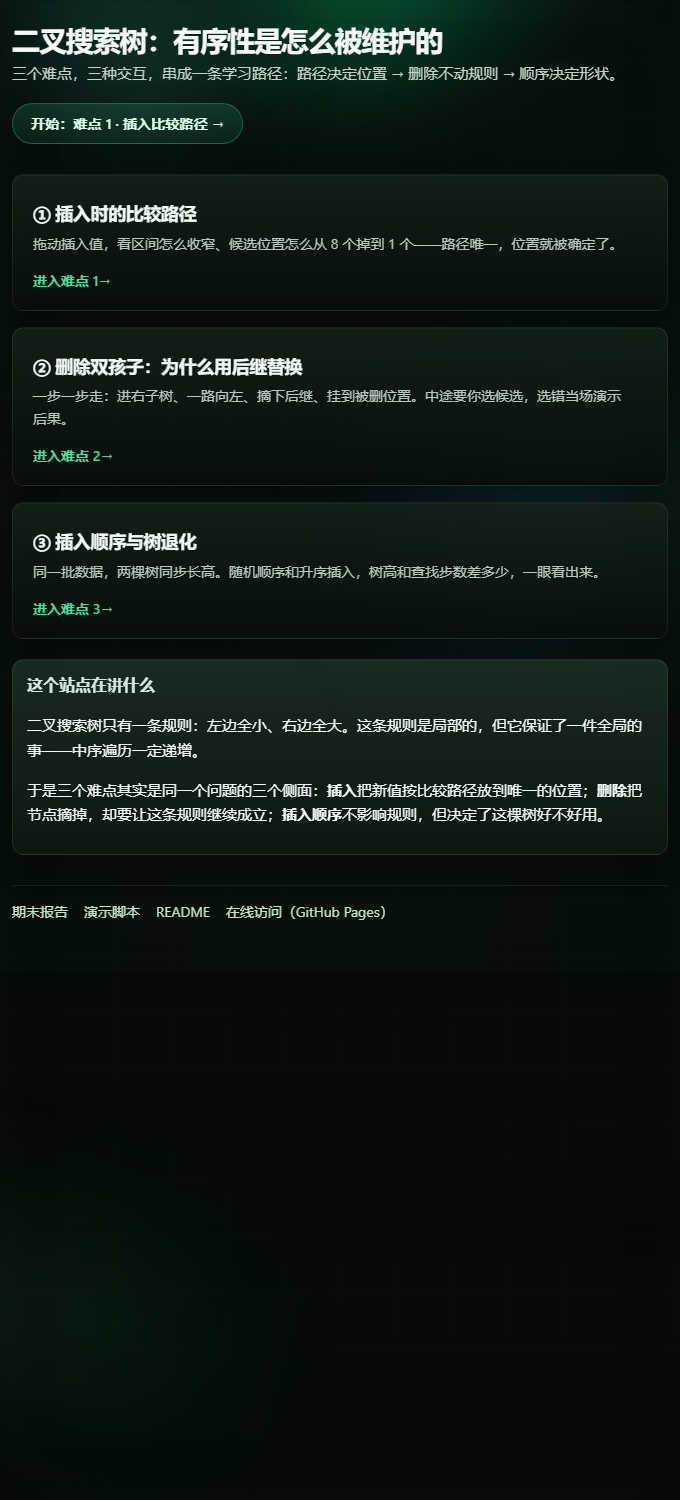 二叉搜索树：有序性是怎么被维护的
三个难点，三种交互，串成一条学习路径：路径决定位置 → 删除不动规则 → 顺序决定形状。
开始：难点 1 · 插入比较路径 →
① 插入时的比较路径
拖动插入值，看区间怎么收窄、候选位置怎么从 8 个掉到 1 个——路径唯一，位置就被确定了。
进入难点 1→
② 删除双孩子：为什么用后继替换
一步一步走：进右子树、一路向左、摘下后继、挂到被删位置。中途要你选候选，选错当场演示
后果。
进入难点 2→
③ 插入顺序与树退化
同一批数据，两棵树同步长高。随机顺序和升序插入，树高和查找步数差多少，一眼看出来。
进入难点 3→
这个站点在讲什么
二叉搜索树只有一条规则：左边全小、右边全大。这条规则是局部的，但它保证了一件全局的
事——中序遍历一定递增。
于是三个难点其实是同一个问题的三个侧面：插入把新值按比较路径放到唯一的位置；删除把
节点摘掉，却要让这条规则继续成立；插入顺序不影响规则，但决定了这棵树好不好用。
期末报告 演示脚本 README 在线访问（GitHub Pages）